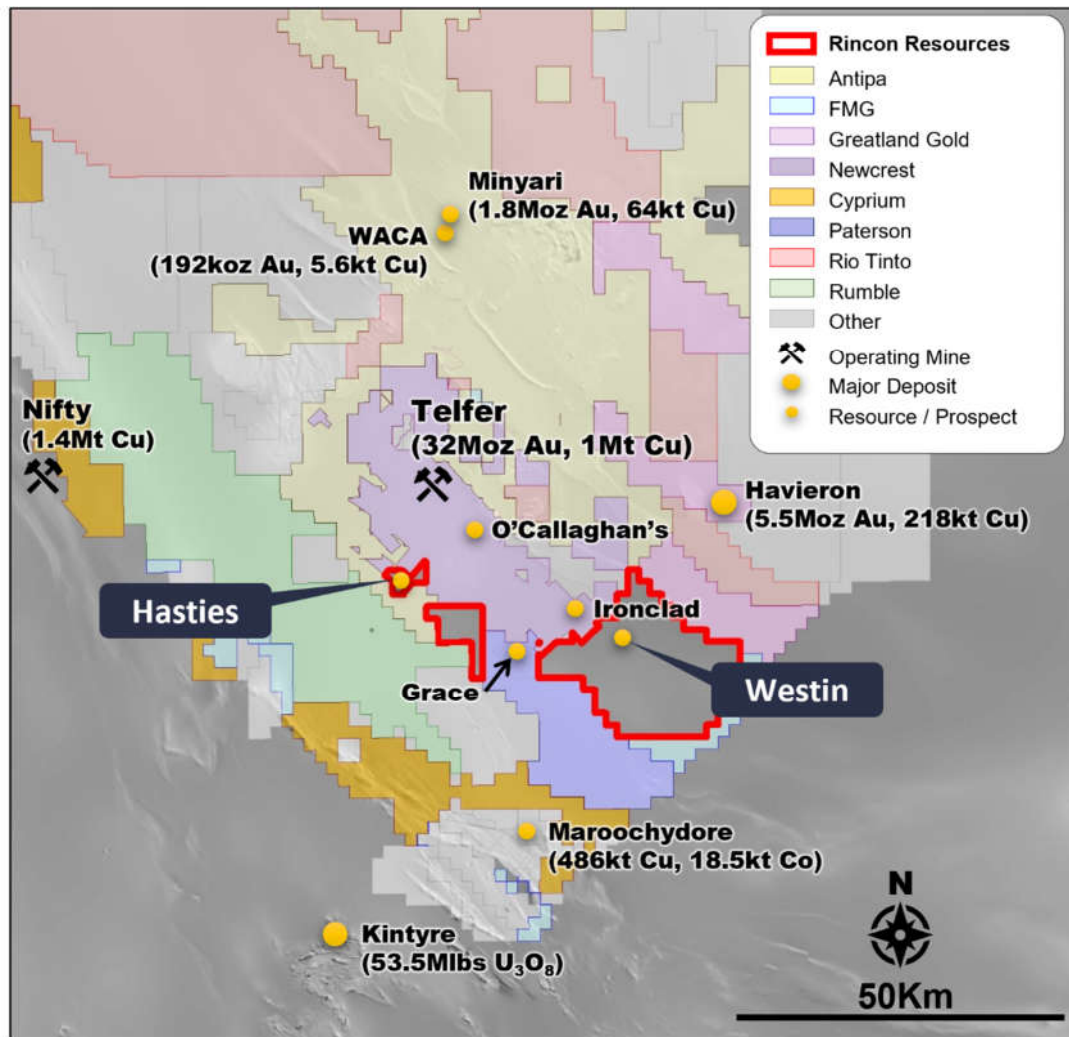 Rincon Resources
Antipa
FMG
Greatland Gold
Newcrest
Cyprium
Paterson
Rio Tinto
Rumble
Other
Operating Mine
Major Deposit
Resource / Prospect
Minyari
(1.8Moz Au, 64kt Cu)
WACA
(192koz Au, 5.6kt Cu)
Nifty
(1.4Mt Cu)
Telfer
(32Moz Au, 1Mt Cu)
Havieron
(5.5Moz Au, 218kt Cu)
O'Callaghan's
Hasties
Ironclad
Grace
Westin
Maroochydore
(486kt Cu, 18.5kt Co)
Kintyre
(53.5Mlbs U₃O₈)
N
50Km